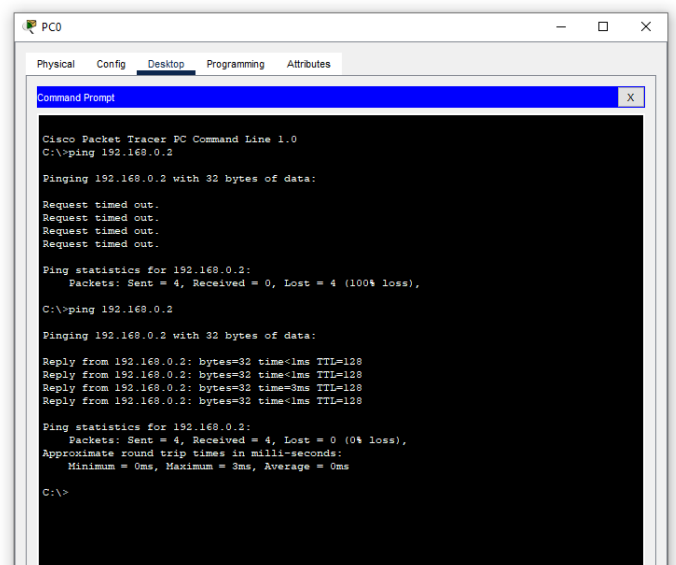 PC0
Physical Config Desktop Programming Attributes
Command Prompt X
Cisco Packet Tracer PC Command Line 1.0
C:\>ping 192.168.0.2
Pinging 192.168.0.2 with 32 bytes of data:
Request timed out.
Request timed out.
Request timed out.
Request timed out.
Ping statistics for 192.168.0.2:
    Packets: Sent = 4, Received = 0, Lost = 4 (100% loss),
C:\>ping 192.168.0.2
Pinging 192.168.0.2 with 32 bytes of data:
Reply from 192.168.0.2: bytes=32 time<1ms TTL=128
Reply from 192.168.0.2: bytes=32 time<1ms TTL=128
Reply from 192.168.0.2: bytes=32 time=3ms TTL=128
Reply from 192.168.0.2: bytes=32 time<1ms TTL=128
Ping statistics for 192.168.0.2:
    Packets: Sent = 4, Received = 4, Lost = 0 (0% loss),
Approximate round trip times in milli-seconds:
    Minimum = 0ms, Maximum = 3ms, Average = 0ms
C:\>